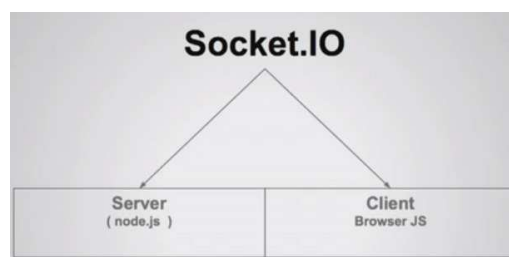 Socket.IO
Server
( node.js )
Client
Browser JS